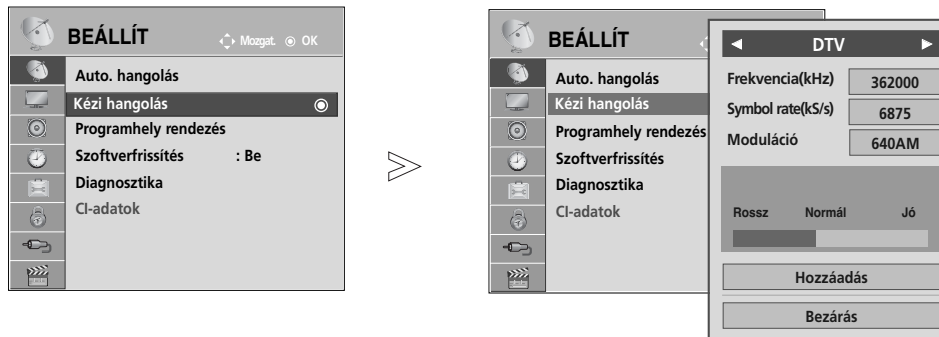 BEÁLLÍT
Mozgat. OK
Auto. hangolás
Kézi hangolás
Programhely rendezés
Szoftverfrissítés : Be
Diagnosztika
CI-adatok
BEÁLLÍT
Auto. hangolás
Kézi hangolás
Programhely rendezés
Szoftverfrissítés
Diagnosztika
CI-adatok
DTV
Frekvencia(kHz) 362000
Symbol rate(kS/s) 6875
Moduláció 640AM
Rossz Normál Jó
Hozzáadás
Bezárás